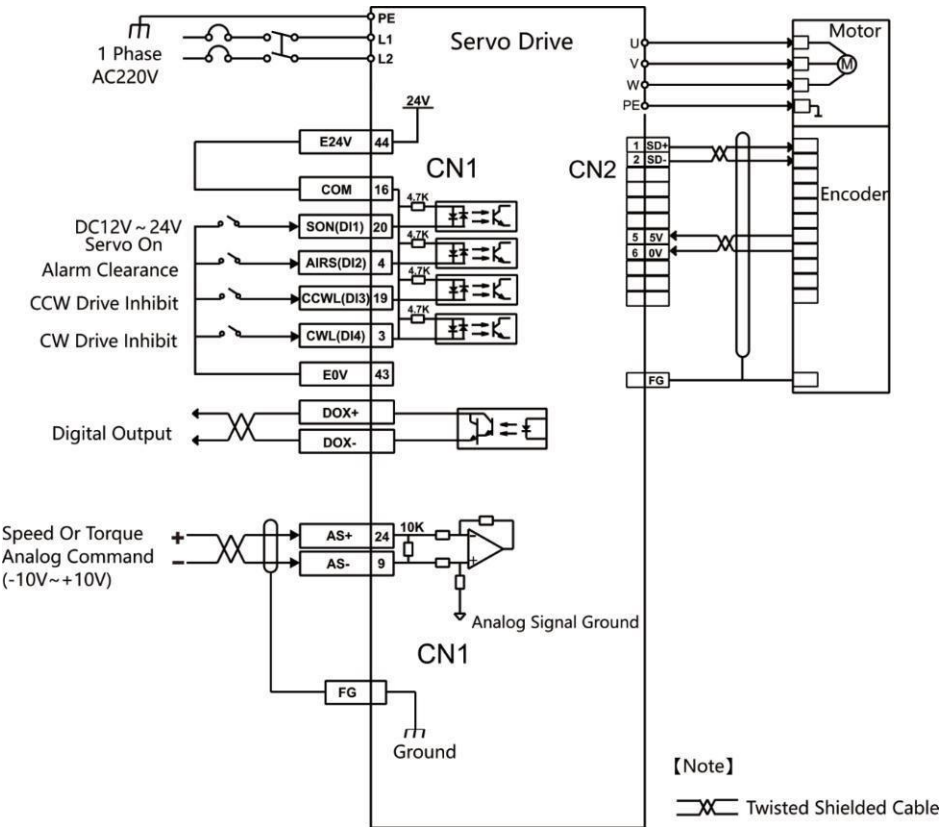 Servo Drive
PE
L1
L2
1 Phase
AC220V
U
V
W
PE
Motor
M
24V
E24V 44
CN1
COM 16
4.7K
DC12V~24V
Servo On
SON(DI1) 20
4.7K
Alarm Clearance
AIRS(DI2) 4
4.7K
CCW Drive Inhibit
CCWL(DI3) 19
4.7K
CW Drive Inhibit
CWL(DI4) 3
E0V 43
CN2
1 SD+
2 SD-
5 5V
6 0V
FG
Encoder
Digital Output
DOX+
DOX-
Speed Or Torque
Analog Command
(-10V~+10V)
+
−
AS+ 24
AS- 9
10K
-
+
Analog Signal Ground
CN1
FG
Ground
【Note】
Twisted Shielded Cable